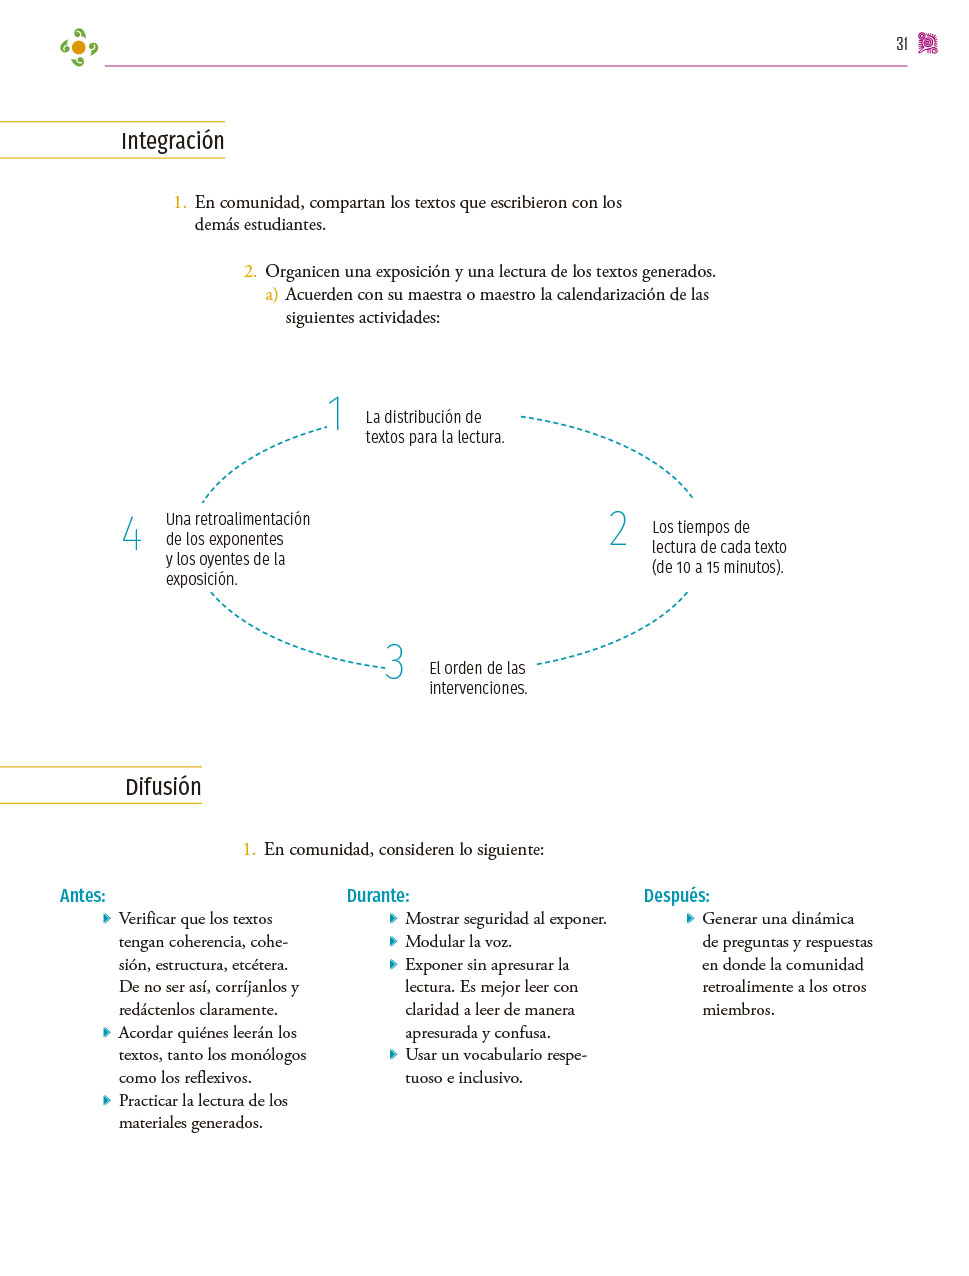 31
Integración
1. En comunidad, compartan los textos que escribieron con los
demás estudiantes.
2. Organicen una exposición y una lectura de los textos generados.
a) Acuerden con su maestra o maestro la calendarización de las
siguientes actividades:
1
La distribución de
textos para la lectura.
2
Los tiempos de
lectura de cada texto
(de 10 a 15 minutos).
3
El orden de las
intervenciones.
4
Una retroalimentación
de los exponentes
y los oyentes de la
exposición.
Difusión
1. En comunidad, consideren lo siguiente:
Antes:
Verificar que los textos
tengan coherencia, cohe-
sión, estructura, etcétera.
De no ser así, corríjanlos y
redáctenlos claramente.
Acordar quiénes leerán los
textos, tanto los monólogos
como los reflexivos.
Practicar la lectura de los
materiales generados.
Durante:
Mostrar seguridad al exponer.
Modular la voz.
Exponer sin apresurar la
lectura. Es mejor leer con
claridad a leer de manera
apresurada y confusa.
Usar un vocabulario respe-
tuoso e inclusivo.
Después:
Generar una dinámica
de preguntas y respuestas
en donde la comunidad
retroalimente a los otros
miembros.